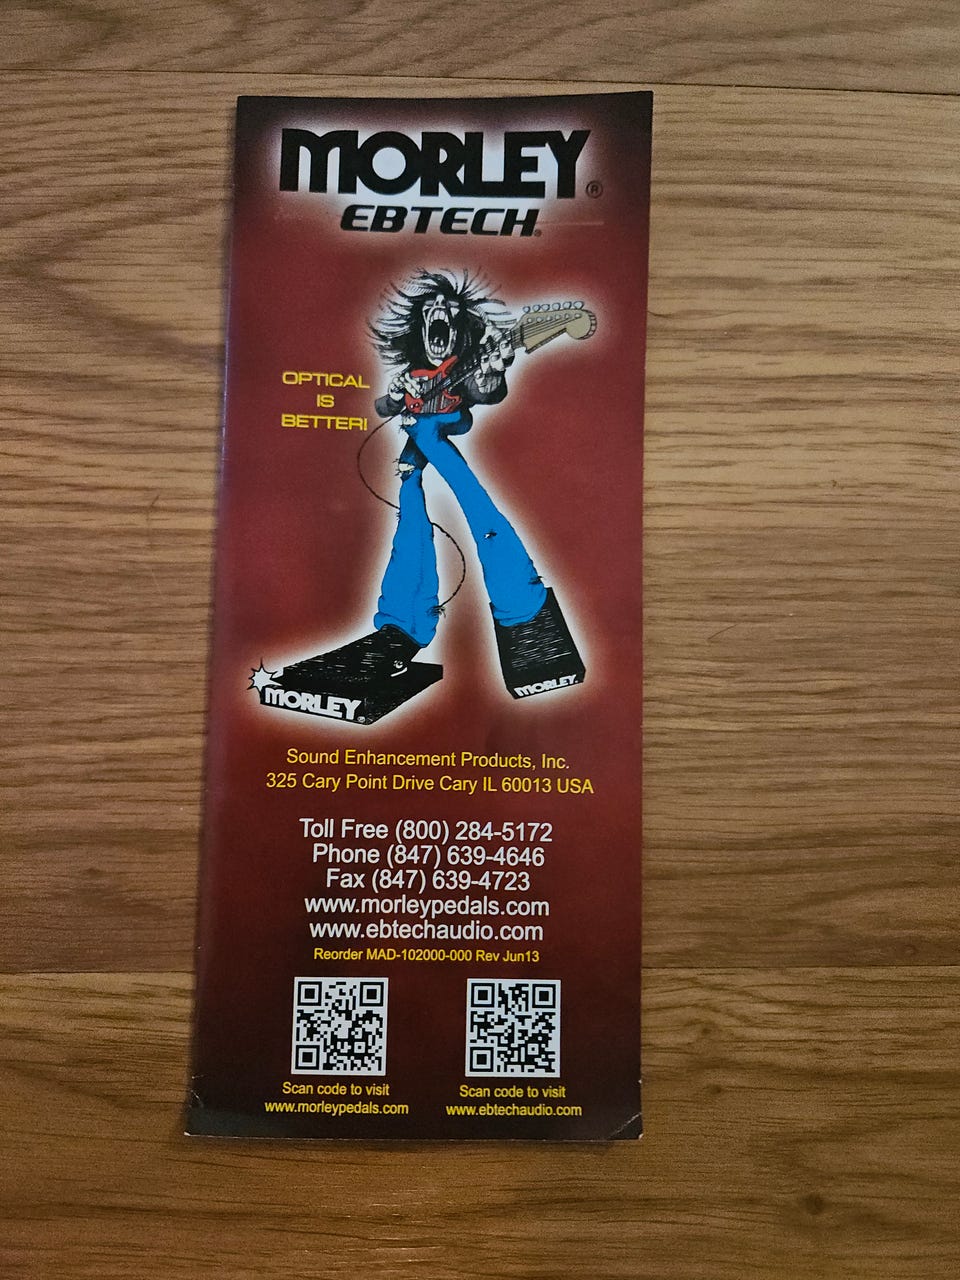 MORLEY®
EBTECH®
OPTICAL
IS
BETTER!
MORLEY®
MORLEY
Sound Enhancement Products, Inc.
325 Cary Point Drive Cary IL 60013 USA
Toll Free (800) 284-5172
Phone (847) 639-4646
Fax (847) 639-4723
www.morleypedals.com
www.ebtechaudio.com
Reorder MAD-102000-000 Rev Jun13
Scan code to visit
www.morleypedals.com
Scan code to visit
www.ebtechaudio.com